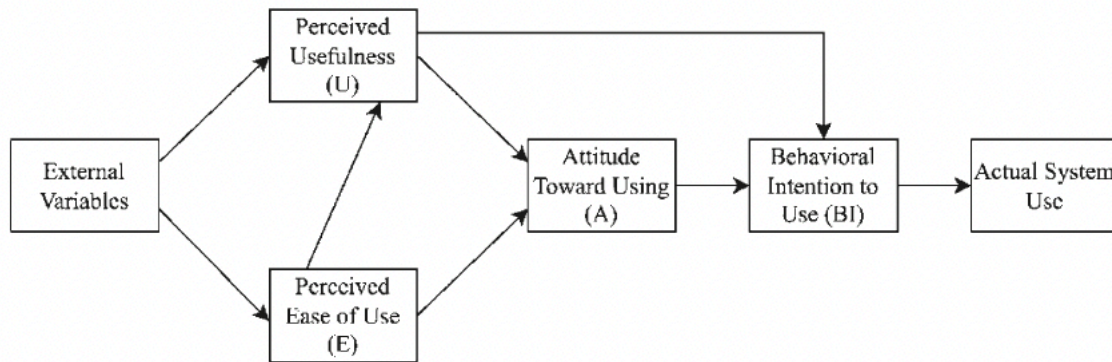 Perceived
Usefulness
(U)
External
Variables
Perceived
Ease of Use
(E)
Attitude
Toward Using
(A)
Behavioral
Intention to
Use (BI)
Actual System
Use